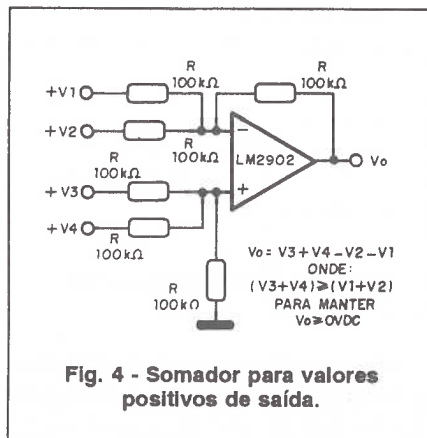 R
100kΩ
+V1
R
100kΩ
+V2
R
100kΩ
−
LM2902
Vo
R
100kΩ
+V3
+
+V4
R
100kΩ
R
100kΩ
Vo = V3+V4−V2−V1
ONDE:
(V3+V4)≥(V1+V2)
PARA MANTER
Vo≥0VDC
Fig. 4 - Somador para valores
positivos de saída.